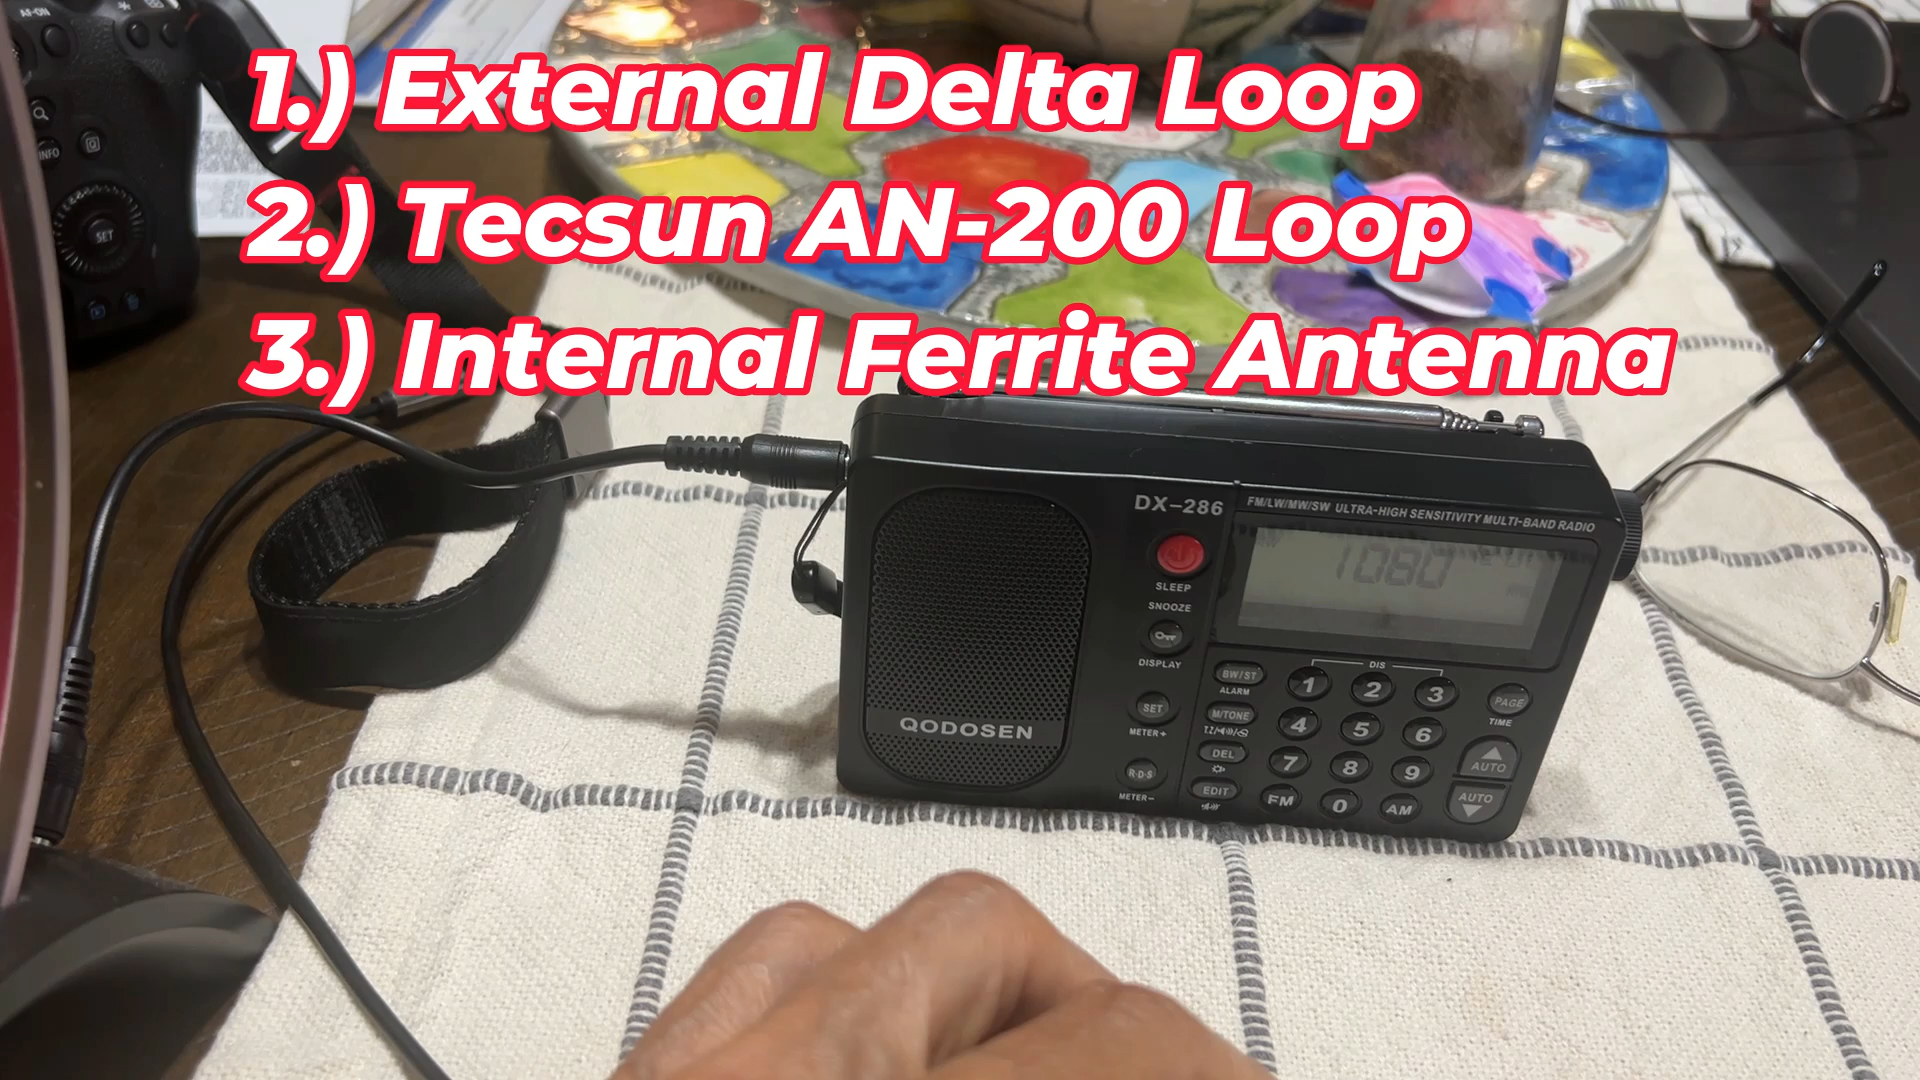 1.) External Delta Loop
2.) Tecsun AN-200 Loop
3.) Internal Ferrite Antenna
AF-ON
INFO
Q
SET
DX-286
FM/LW/MW/SW ULTRA-HIGH SENSITIVITY MULTI-BAND RADIO
1080
SLEEP
SNOOZE
DISPLAY
DIS
BW/ST
ALARM
1 2 3
PAGE
TIME
SET
METER+
M/TONE
4 5 6
DEL
7 8 9
AUTO
QODOSEN
R·D·S
METER-
EDIT
FM 0 AM
AUTO